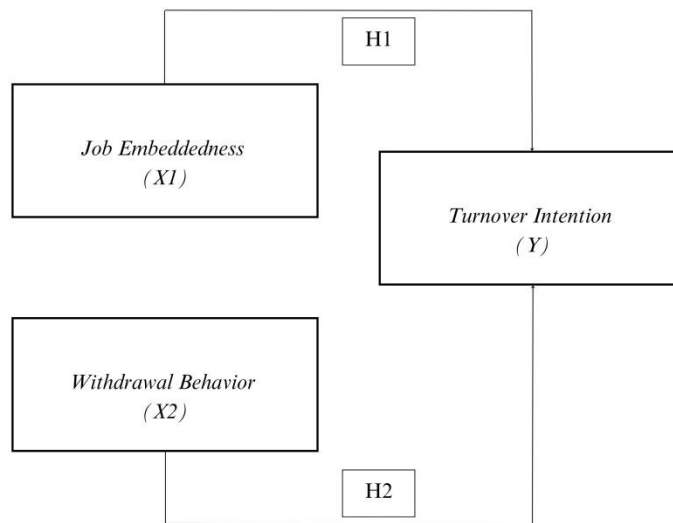 H1
Job Embeddedness
(X1)
Turnover Intention
(Y)
Withdrawal Behavior
(X2)
H2